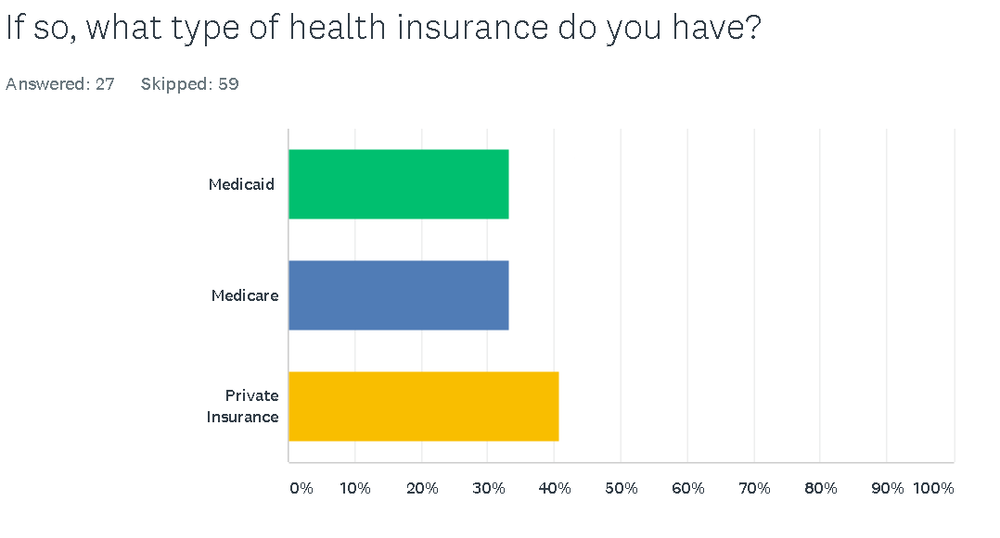 If so, what type of health insurance do you have?
Answered: 27 Skipped: 59
Medicaid
Medicare
Private
Insurance
0% 10% 20% 30% 40% 50% 60% 70% 80% 90% 100%